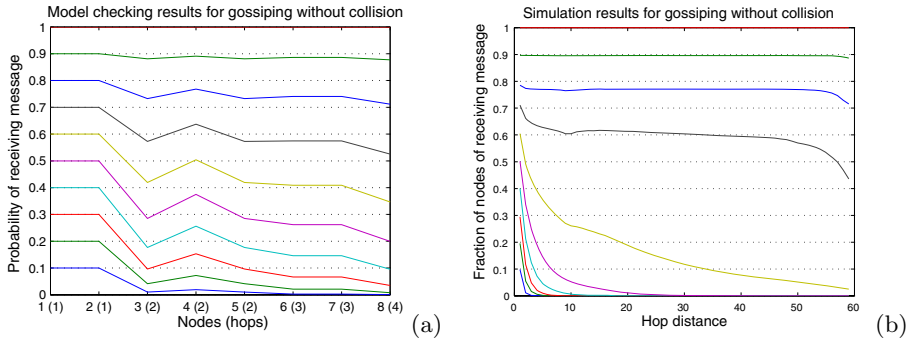 Model checking results for gossiping without collision
Probability of receiving message
1
0.9
0.8
0.7
0.6
0.5
0.4
0.3
0.2
0.1
0
1 (1) 2 (1) 3 (2) 4 (2) 5 (2) 6 (3) 7 (3) 8 (4)
Nodes (hops)
(a)
Simulation results for gossiping without collision
Fraction of nodes of receiving message
1
0.9
0.8
0.7
0.6
0.5
0.4
0.3
0.2
0.1
0
0 10 20 30 40 50 60
Hop distance
(b)